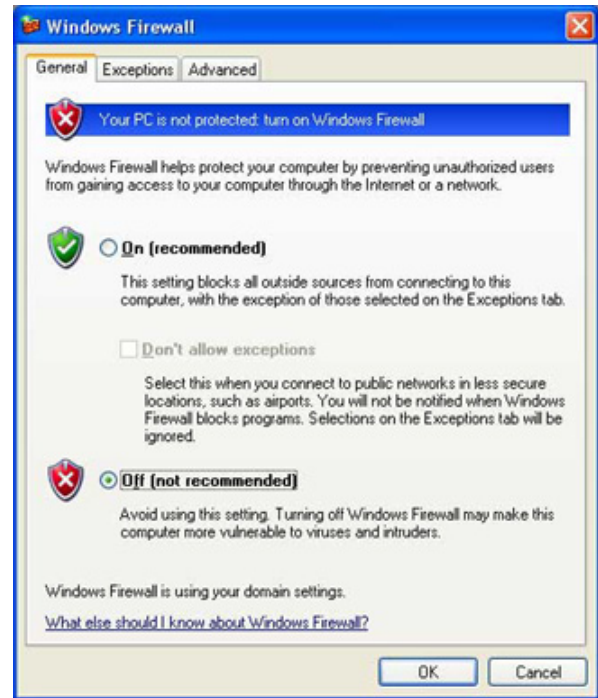 Windows Firewall
General Exceptions Advanced
Your PC is not protected: turn on Windows Firewall
Windows Firewall helps protect your computer by preventing unauthorized users
from gaining access to your computer through the Internet or a network.
On (recommended)
This setting blocks all outside sources from connecting to this
computer, with the exception of those selected on the Exceptions tab.
Don't allow exceptions
Select this when you connect to public networks in less secure
locations, such as airports. You will not be notified when Windows
Firewall blocks programs. Selections on the Exceptions tab will be
ignored.
Off (not recommended)
Avoid using this setting. Turning off Windows Firewall may make this
computer more vulnerable to viruses and intruders.
Windows Firewall is using your domain settings.
What else should I know about Windows Firewall?
OK Cancel